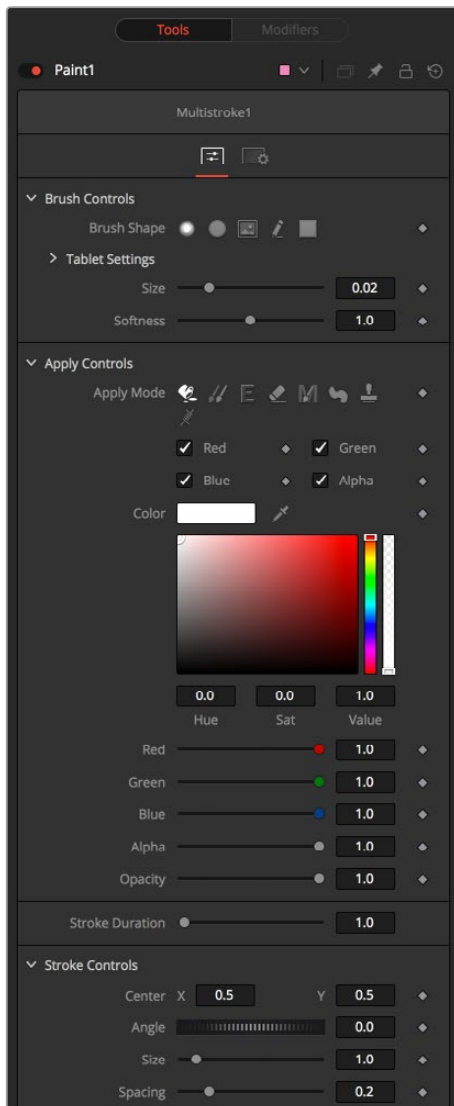 Tools Modifiers
Paint1
Multistroke1
Brush Controls
Brush Shape
Tablet Settings
Size 0.02
Softness 1.0
Apply Controls
Apply Mode
Red Green
Blue Alpha
Color
0.0 0.0 1.0
Hue Sat Value
Red 1.0
Green 1.0
Blue 1.0
Alpha 1.0
Opacity 1.0
Stroke Duration 1.0
Stroke Controls
Center X 0.5 Y 0.5
Angle 0.0
Size 1.0
Spacing 0.2